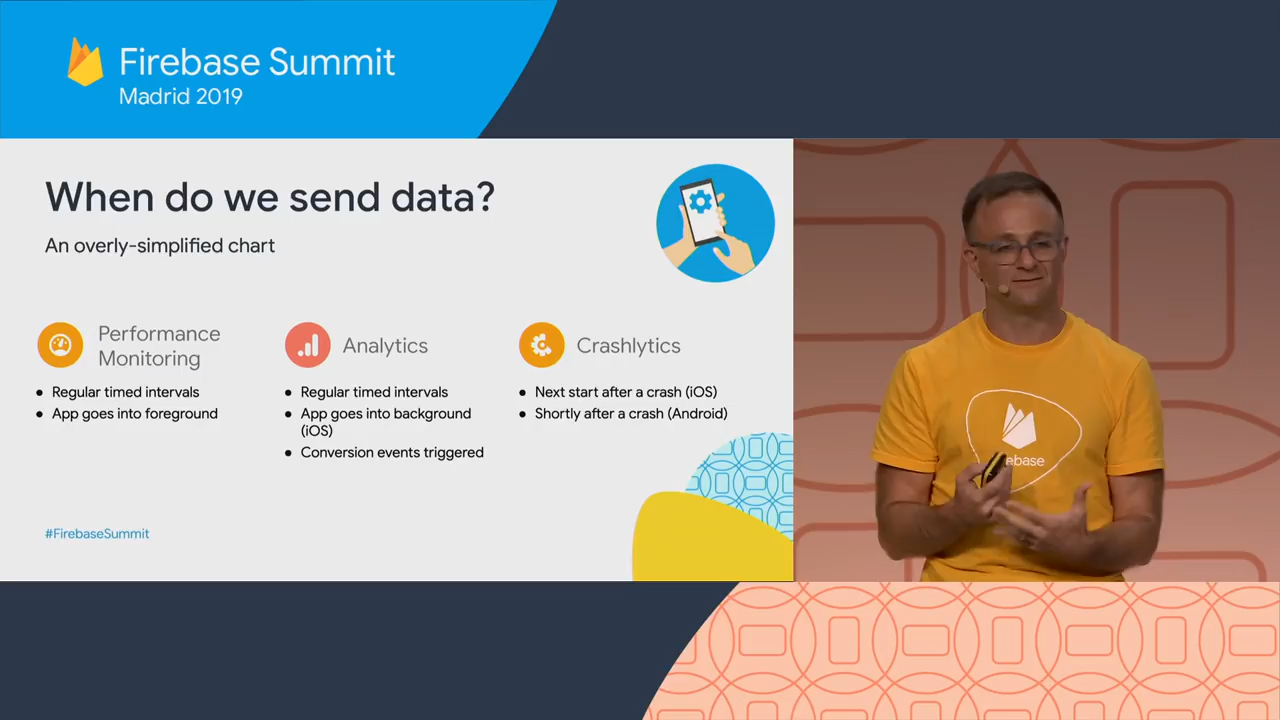 Firebase Summit
Madrid 2019
When do we send data?
An overly-simplified chart
Performance
Monitoring
• Regular timed intervals
• App goes into foreground
Analytics
• Regular timed intervals
• App goes into background
(iOS)
• Conversion events triggered
Crashlytics
• Next start after a crash (iOS)
• Shortly after a crash (Android)
#FirebaseSummit
ebase